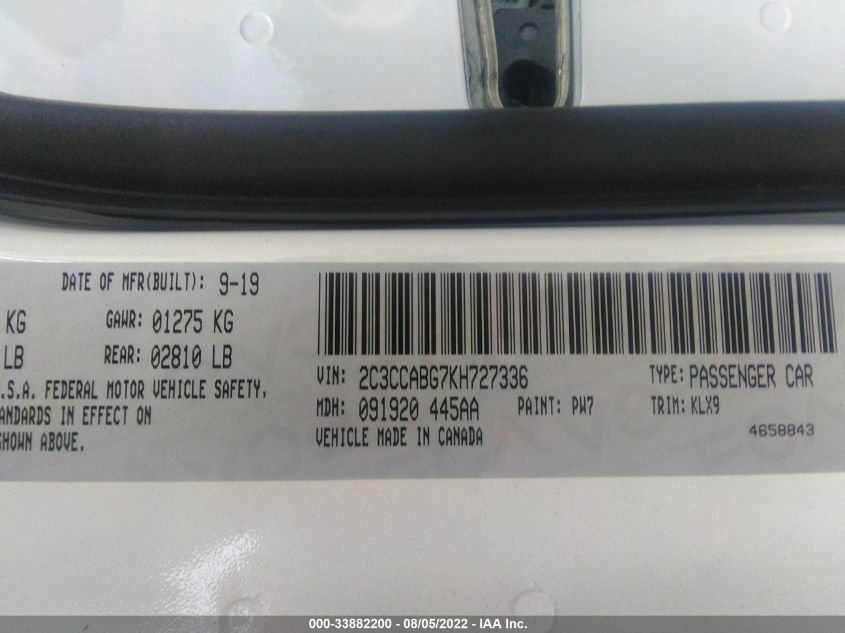 DATE OF MFR(BUILT): 9-19
KG GAWR: 01275 KG
LB REAR: 02810 LB
.S.A. FEDERAL MOTOR VEHICLE SAFETY,
ANDARDS IN EFFECT ON
SHOWN ABOVE.
VIN: 2C3CCABG7KH727336 TYPE: PASSENGER CAR
MDH: 091920 445AA PAINT: PW7 TRIM: KLX9
VEHICLE MADE IN CANADA
4658843
000-33882200 - 08/05/2022 - IAA Inc.